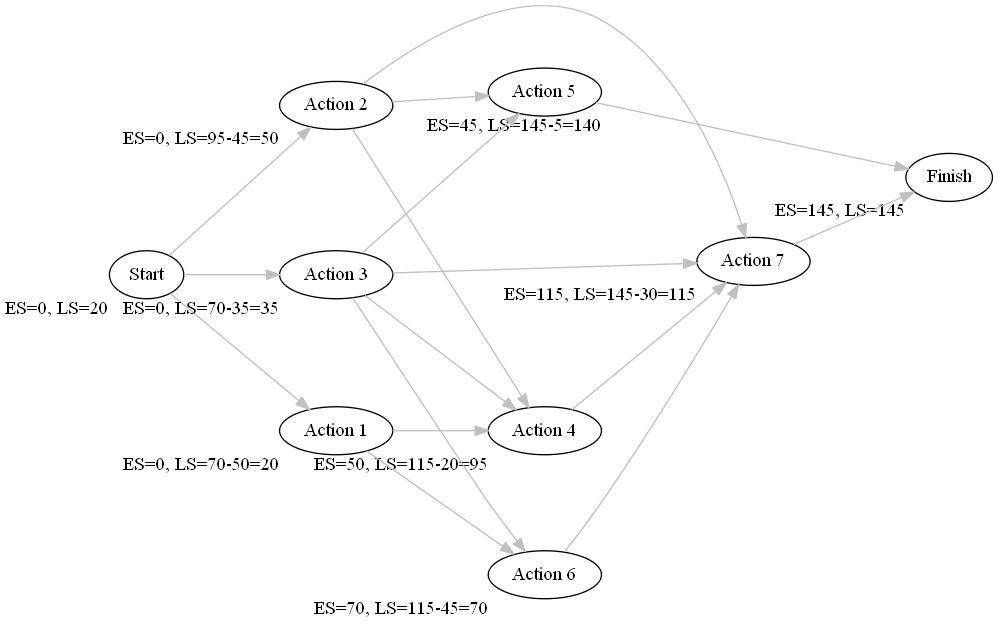 Action 2
Action 5
ES=0, LS=95-45=50
ES=45, LS=145-5=140
Finish
ES=145, LS=145
Start
Action 3
Action 7
ES=0, LS=20
ES=0, LS=70-35=35
ES=115, LS=145-30=115
Action 1
Action 4
ES=0, LS=70-50=20
ES=50, LS=115-20=95
Action 6
ES=70, LS=115-45=70